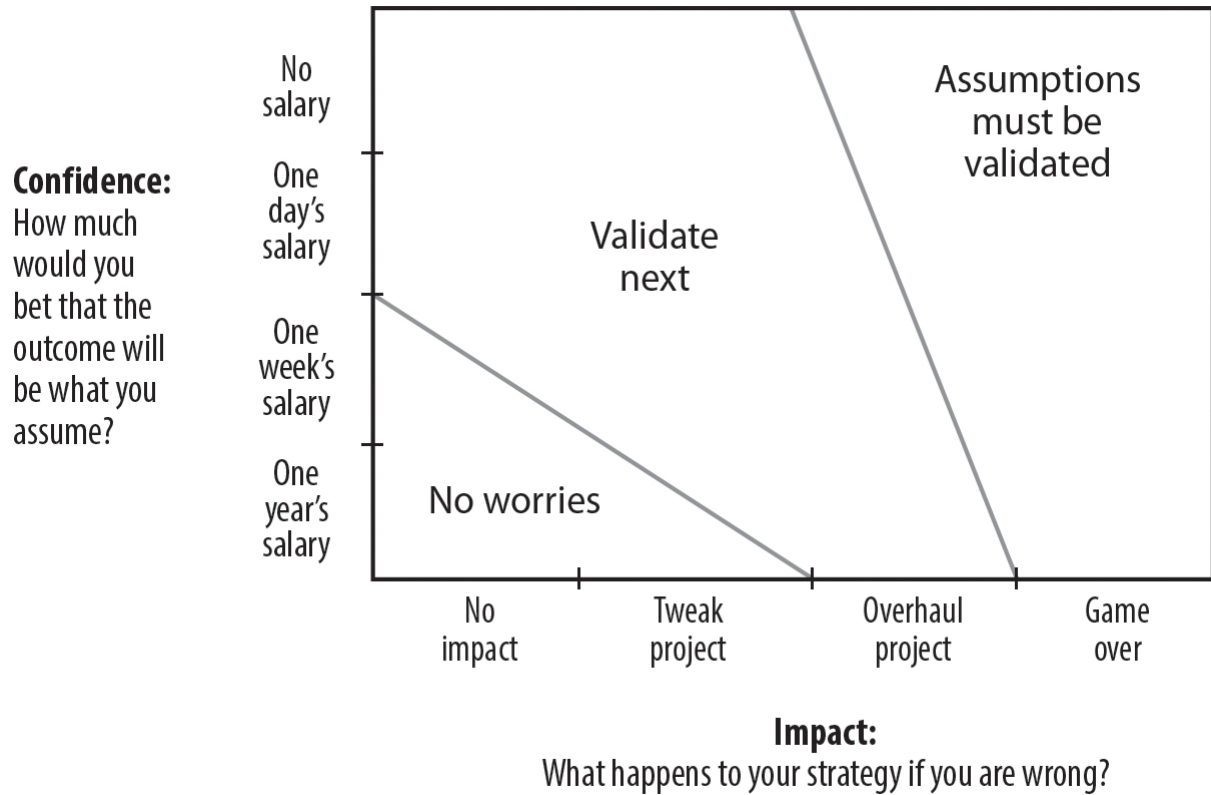 No
salary
Assumptions
must be
validated
Confidence:
How much
would you
bet that the
outcome will
be what you
assume?
One
day's
salary
Validate
next
One
week's
salary
One
year's
salary
No worries
No
impact
Tweak
project
Overhaul
project
Game
over
Impact:
What happens to your strategy if you are wrong?